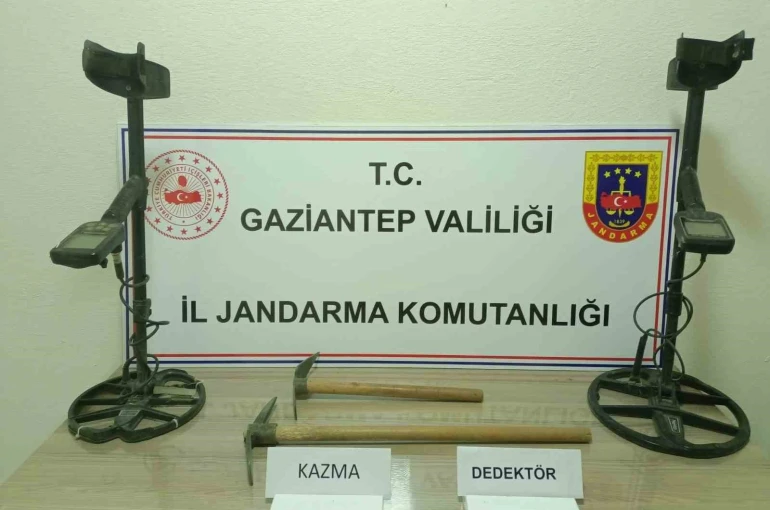 T.C.
GAZİANTEP VALİLİĞİ
İL JANDARMA KOMUTANLIĞI
JANDARMA
KAZMA
DEDEKTÖR